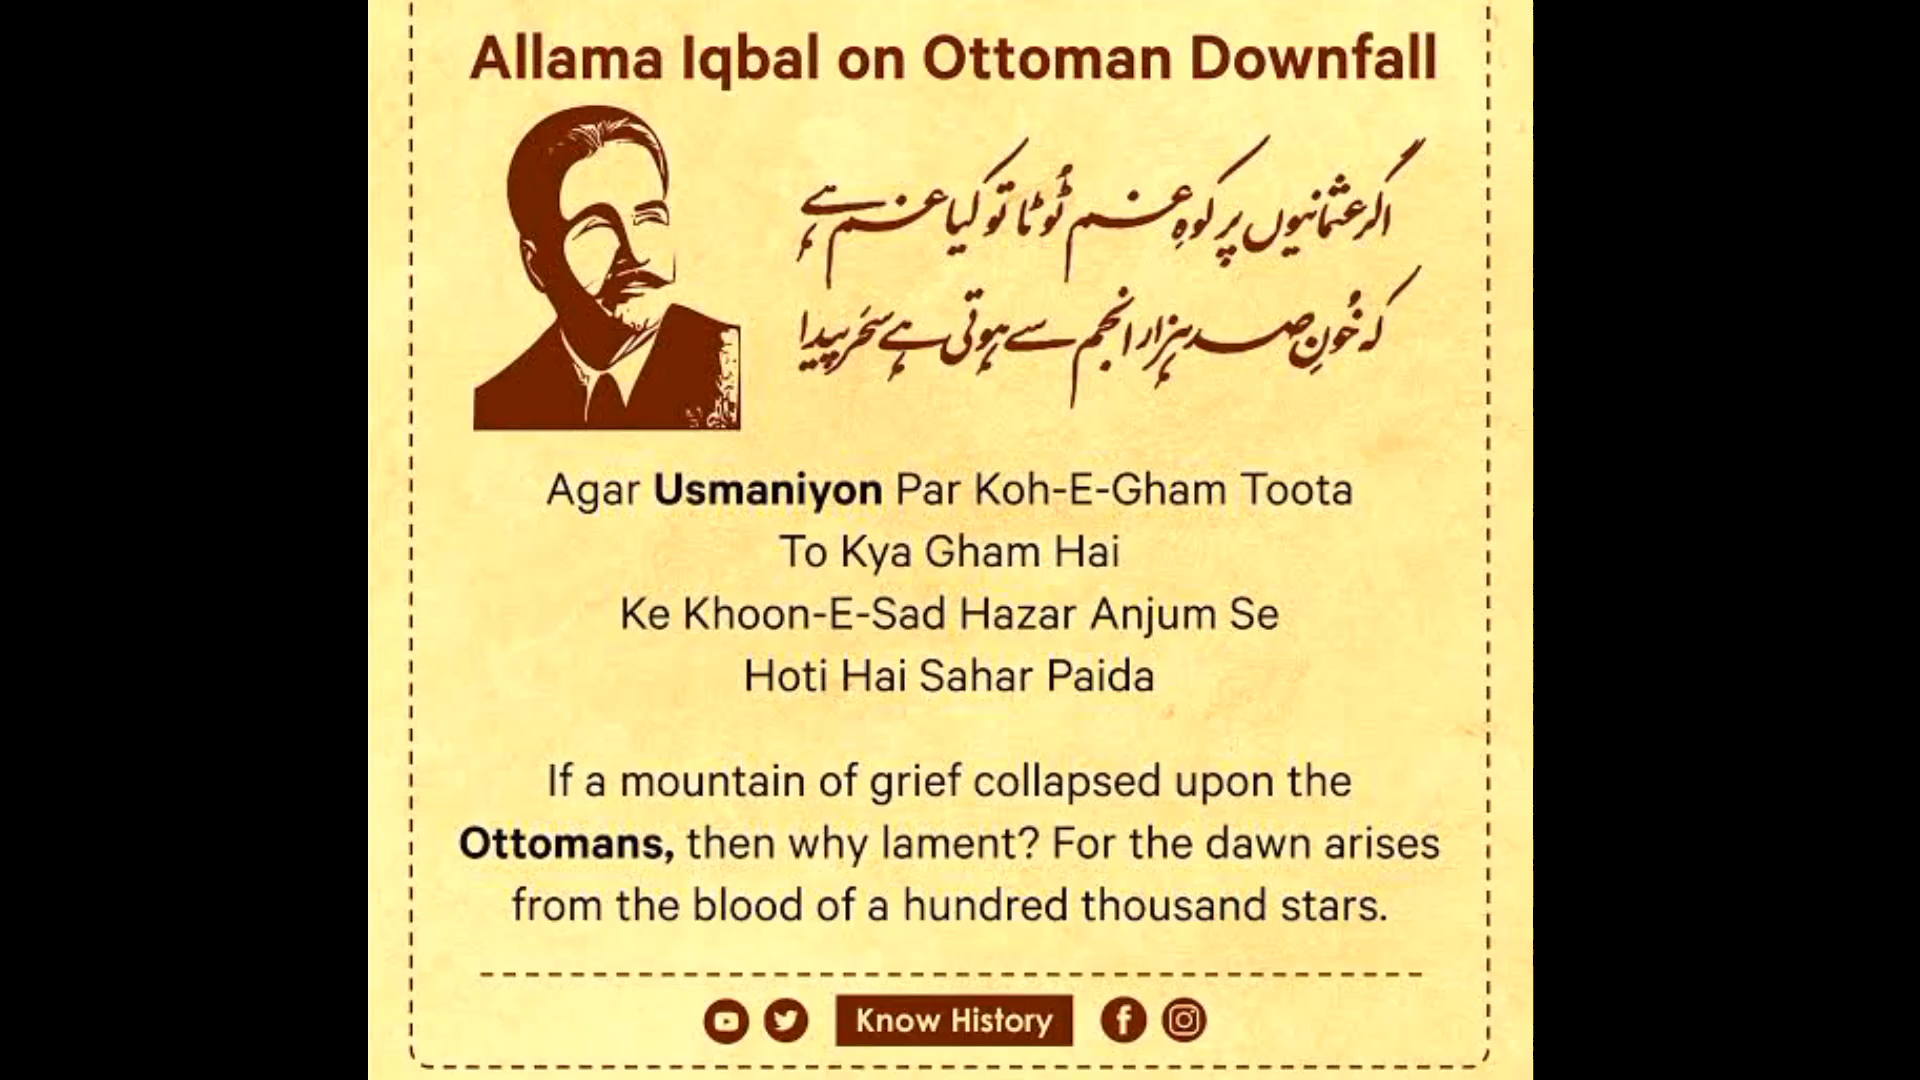 Allama Iqbal on Ottoman Downfall
اگر عثمانیوں پر کوہِ غم ٹُوٹا تو کیا غم ہے
کہ خُونِ صد ہزار انجم سے ہوتی ہے سَحر پیدا
Agar Usmaniyon Par Koh-E-Gham Toota
To Kya Gham Hai
Ke Khoon-E-Sad Hazar Anjum Se
Hoti Hai Sahar Paida
If a mountain of grief collapsed upon the
Ottomans, then why lament? For the dawn arises
from the blood of a hundred thousand stars.
Know History